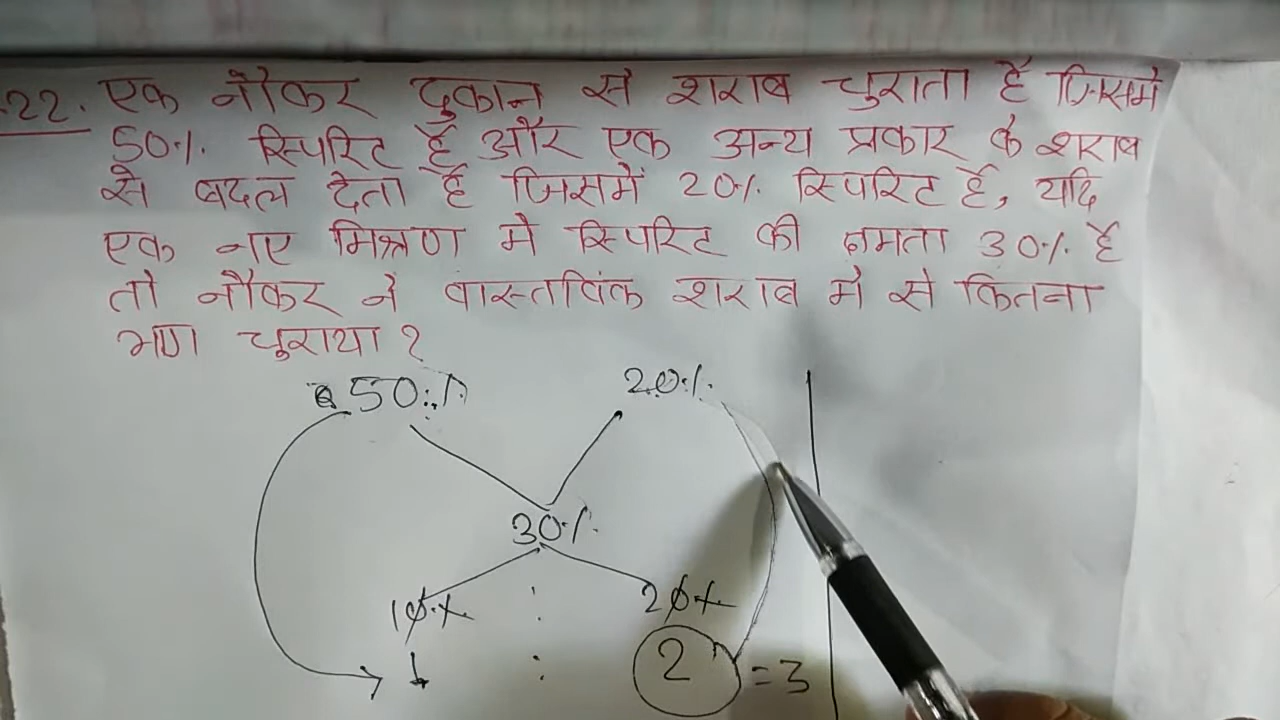 .22. एक नौकर दुकान से शराब चुराता है जिसमे
50% स्पिरिट है और एक अन्य प्रकार के शराब
से बदल देता है जिसमें 20% स्पिरिट है, यदि
एक नए मिश्रण मे स्पिरिट की क्षमता 30% है
तो नौकर ने वास्तविक शराब मे से कितना
भाग चुराया ?
50% 20%
30%
10% : 20%
1 : 2 = 3